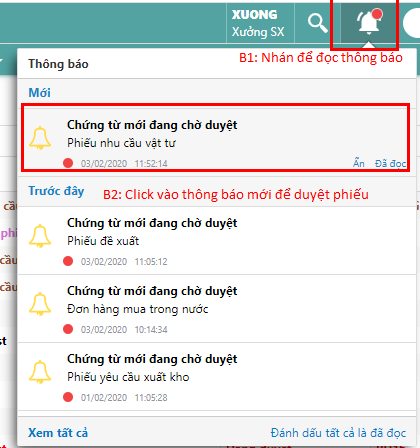 XUONG
Xưởng SX
Thông báo
B1: Nhấn để đọc thông báo
Mới
Chứng từ mới đang chờ duyệt
Phiếu nhu cầu vật tư
03/02/2020 11:52:14
Ẩn Đã đọc
Trước đây
B2: Click vào thông báo mới để duyệt phiếu
Chứng từ mới đang chờ duyệt
Phiếu đề xuất
03/02/2020 11:05:12
Chứng từ mới đang chờ duyệt
Đơn hàng mua trong nước
03/02/2020 10:14:34
Chứng từ mới đang chờ duyệt
Phiếu yêu cầu xuất kho
01/02/2020 11:05:28
Xem tất cả
Đánh dấu tất cả là đã đọc